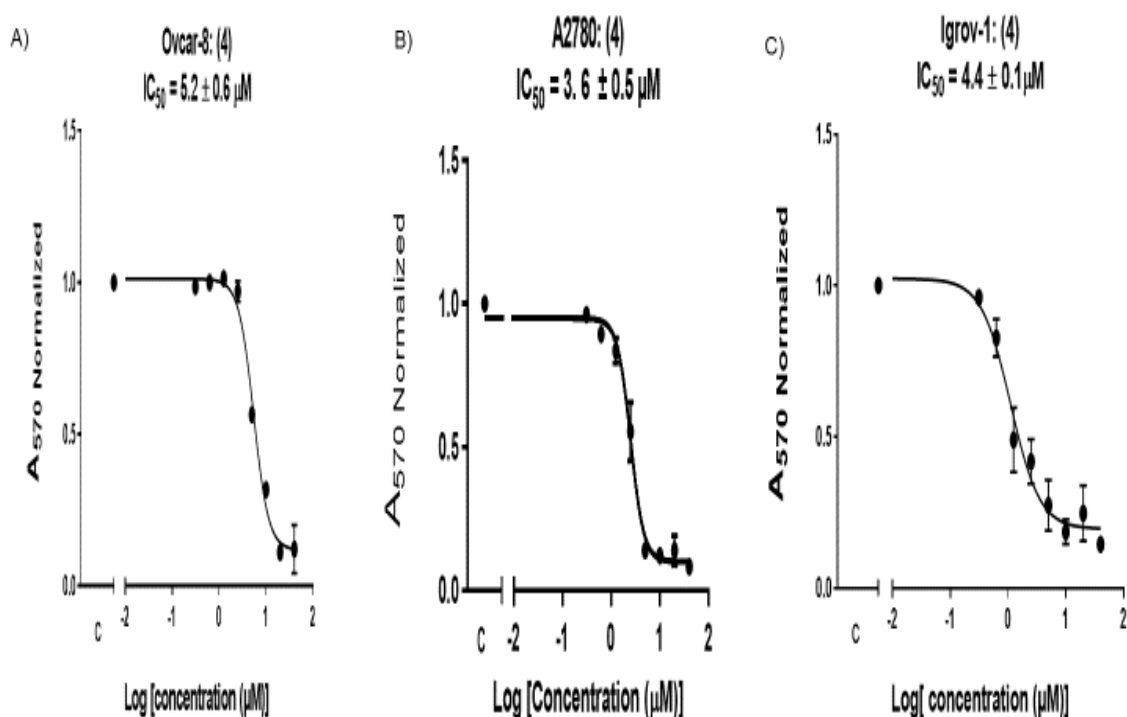 A)
Ovcar-8: (4)
IC50 = 5.2 ± 0.6 µM
1.5
1.0
0.5
0.0
A570 Normalized
C
-2 -1 0 1 2
Log [concentration (µM)]
B)
A2780: (4)
IC50 = 3. 6 ± 0.5 µM
1.5
1.0
0.5
0.0
A570 Normalized
C
-2 -1 0 1 2
Log [Concentration (µM)]
C)
Igrov-1: (4)
IC50 = 4.4 ± 0.1 µM
1.5
1.0
0.5
0.0
A570 Normalized
C
-2 -1 0 1 2
Log[ concentration (µM)]